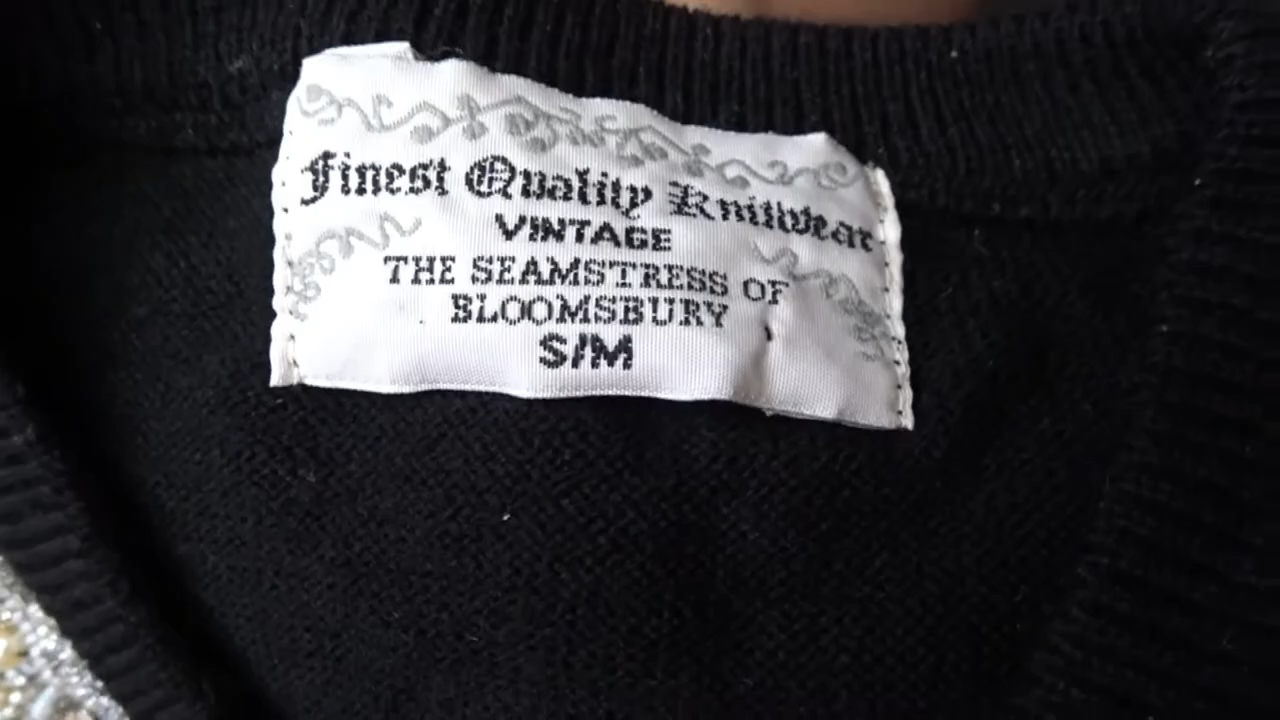 Finest Quality Knitwear
VINTAGE
THE SEAMSTRESS OF
BLOOMSBURY
S/M